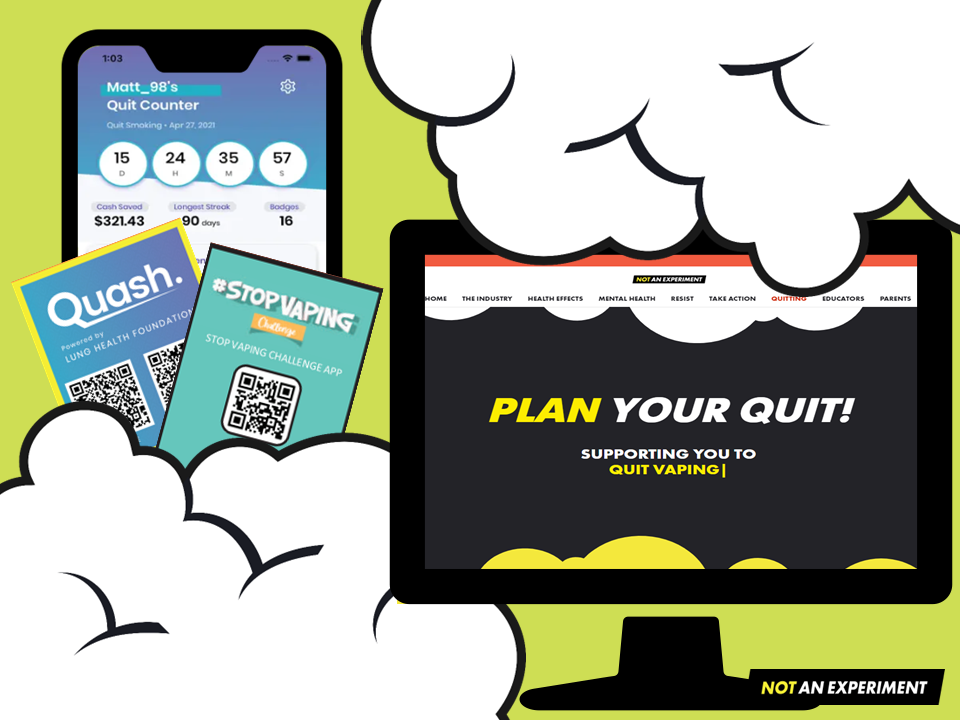 1:03
Matt_98's
Quit Counter
Quit Smoking • Apr 27, 2021
15
24
35
57
D
H
M
S
Cash Saved
Longest Streak
Badges
$321.43
90 days
16
Quash.
Powered by
LUNG HEALTH FOUNDATION
#STOPVAPING
Challenge
STOP VAPING CHALLENGE APP
NOT AN EXPERIMENT
HOME THE INDUSTRY HEALTH EFFECTS MENTAL HEALTH RESIST TAKE ACTION QUITTING EDUCATORS PARENTS
PLAN YOUR QUIT!
SUPPORTING YOU TO
QUIT VAPING|
NOT AN EXPERIMENT